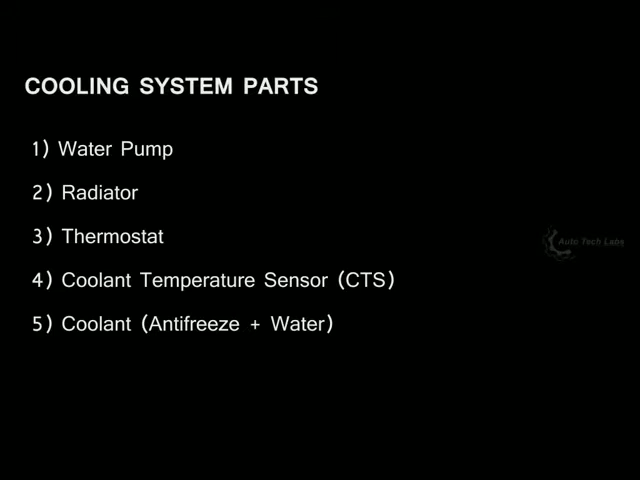 COOLING SYSTEM PARTS
1) Water Pump
2) Radiator
3) Thermostat
4) Coolant Temperature Sensor (CTS)
5) Coolant (Antifreeze + Water)
Auto Tech Labs